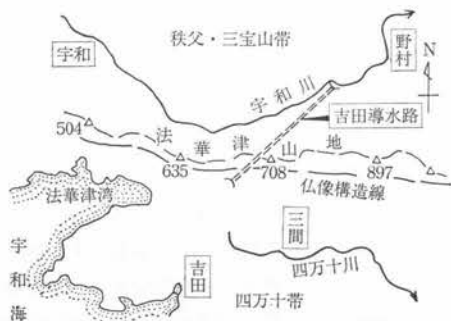 秩父・三宝山帯
宇和
野村
N
宇和川
吉田導水路
504
法華津山地
635
708
897
仏像構造線
法華津湾
三間
宇和海
吉田
四万十川
四万十帯